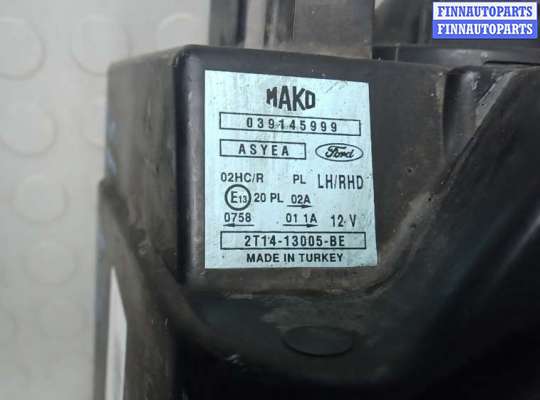 FINNAUTOPARTS
FINNAUTOPARTS
MAKO
039145999
ASYEA Ford
02HC/R PL LH/RHD
E13 20 PL 02A
0758 01 1A 12 V
2T14-13005-BE
MADE IN TURKEY